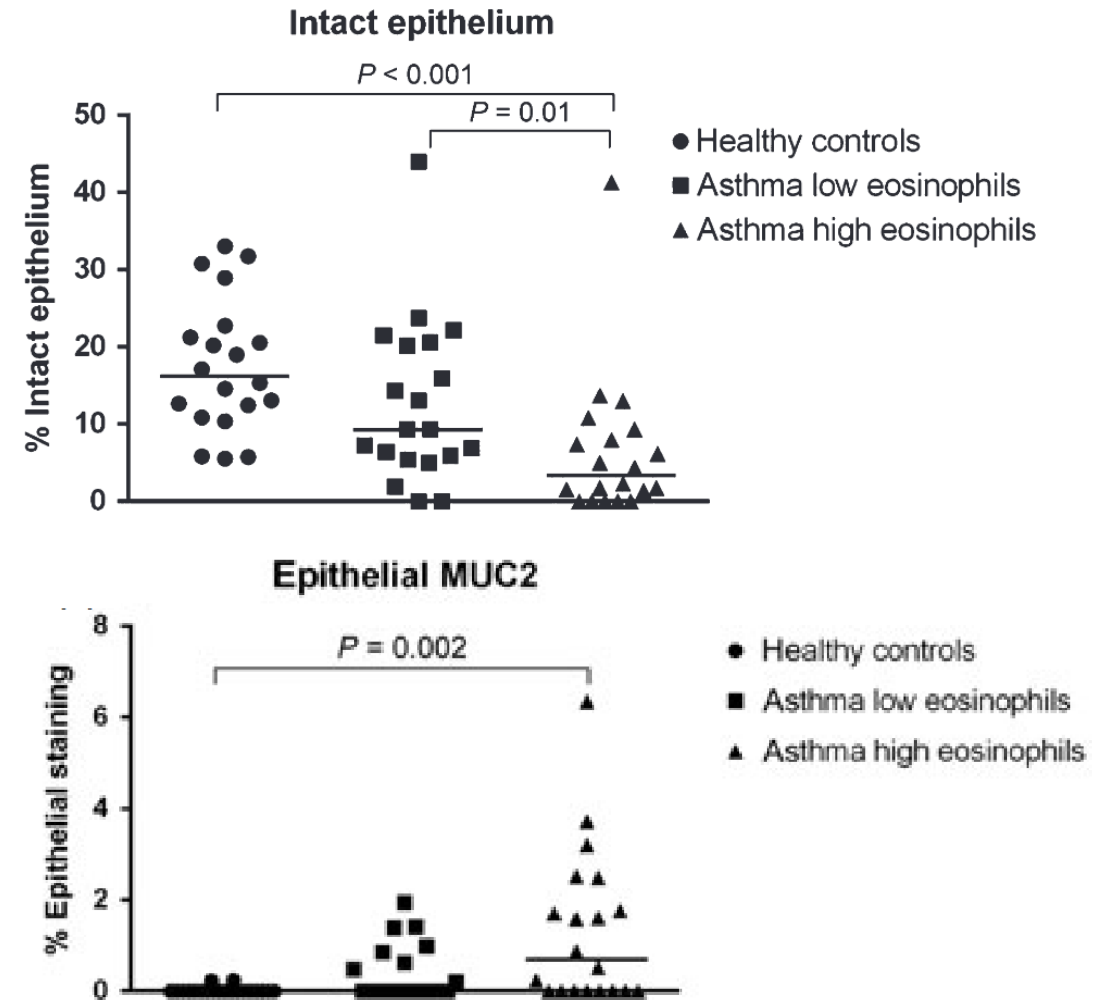 Intact epithelium
P < 0.001
P = 0.01
50
40
30
20
10
0
% Intact epithelium
Healthy controls
Asthma low eosinophils
Asthma high eosinophils
Epithelial MUC2
P = 0.002
8
6
4
2
0
% Epithelial staining
Healthy controls
Asthma low eosinophils
Asthma high eosinophils